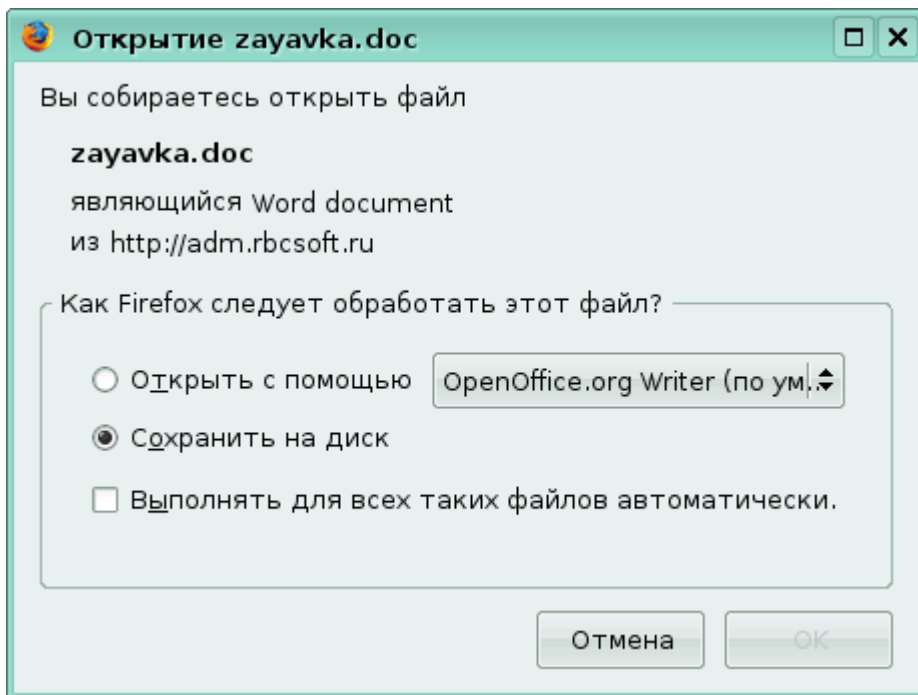 Открытие zayavka.doc
Вы собираетесь открыть файл
zayavka.doc
являющийся Word document
из http://adm.rbcsoft.ru
Как Firefox следует обработать этот файл?
Открыть с помощью OpenOffice.org Writer (по ум...
Сохранить на диск
Выполнять для всех таких файлов автоматически.
Отмена OK